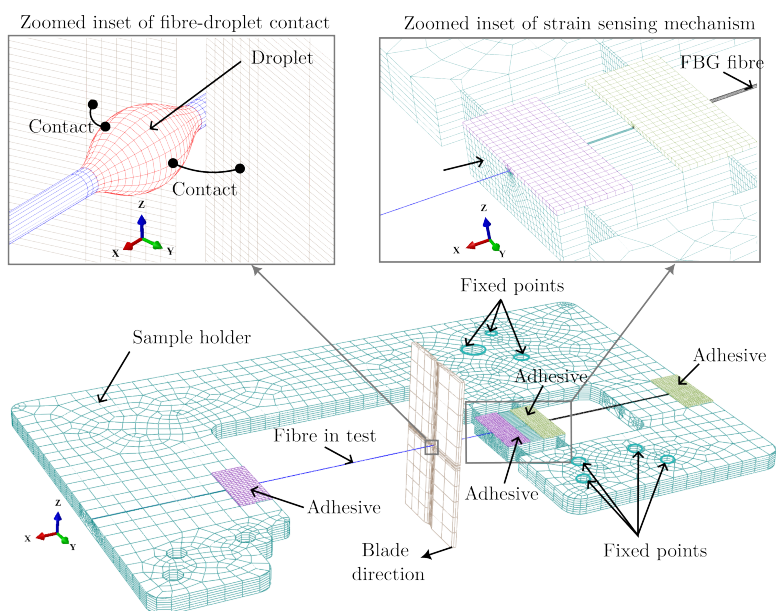 Zoomed inset of fibre-droplet contact
Zoomed inset of strain sensing mechanism
Droplet
Contact
Contact
Z
X
Y
FBG fibre
Z
X
Y
Fixed points
Sample holder
Adhesive
Adhesive
Fibre in test
Adhesive
Adhesive
Z
X
Y
Blade
direction
Fixed points